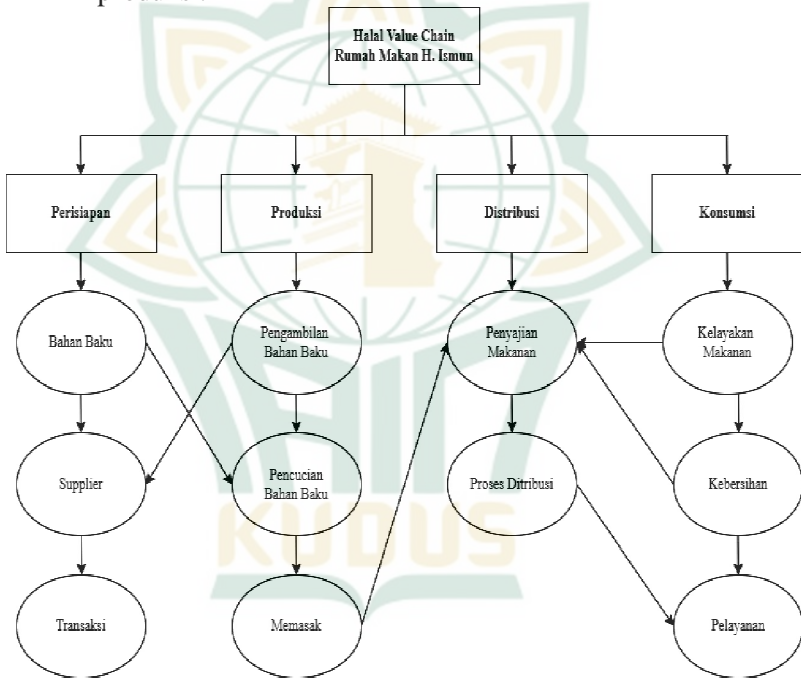 Halal Value Chain
Rumah Makan H. Ismun
Perisiapan
Produksi
Distribusi
Konsumsi
Bahan Baku
Pengambilan
Bahan Baku
Penyajian
Makanan
Kelayakan
Makanan
Supplier
Pencucian
Bahan Baku
Proses Ditribusi
Kebersihan
Transaksi
Memasak
Pelayanan
KUDUS